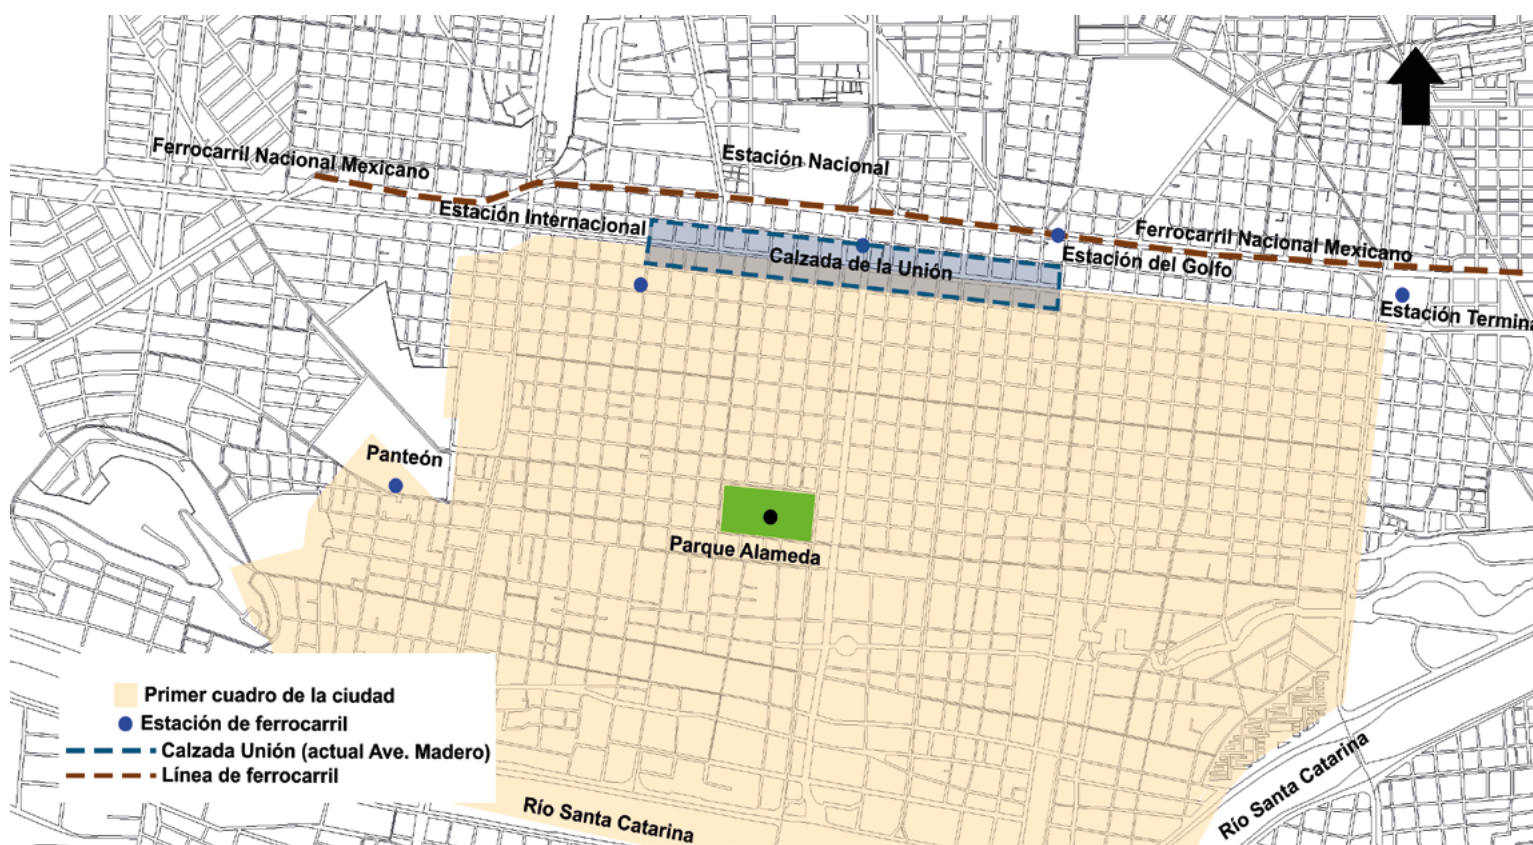 Ferrocarril Nacional Mexicano
Estación Nacional
Estación Internacional
Ferrocarril Nacional Mexicano
Calzada de la Unión
Estación del Golfo
Estación Termina
Panteón
Parque Alameda
Primer cuadro de la ciudad
Estación de ferrocarril
Calzada Unión (actual Ave. Madero)
Línea de ferrocarril
Río Santa Catarina
Río Santa Catarina